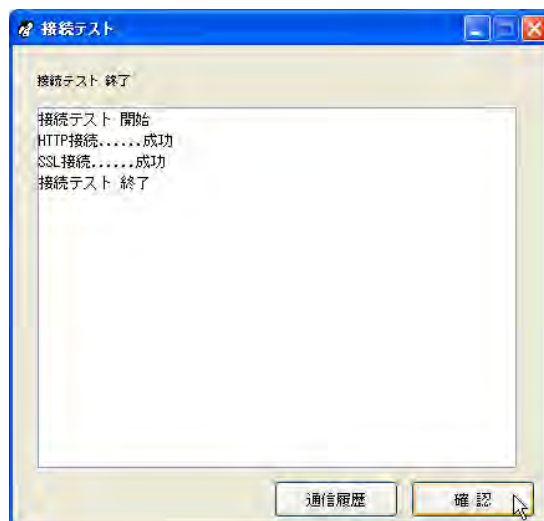 接続テスト
接続テスト 終了
接続テスト 開始
HTTP接続......成功
SSL接続......成功
接続テスト 終了
通信履歴
確 認